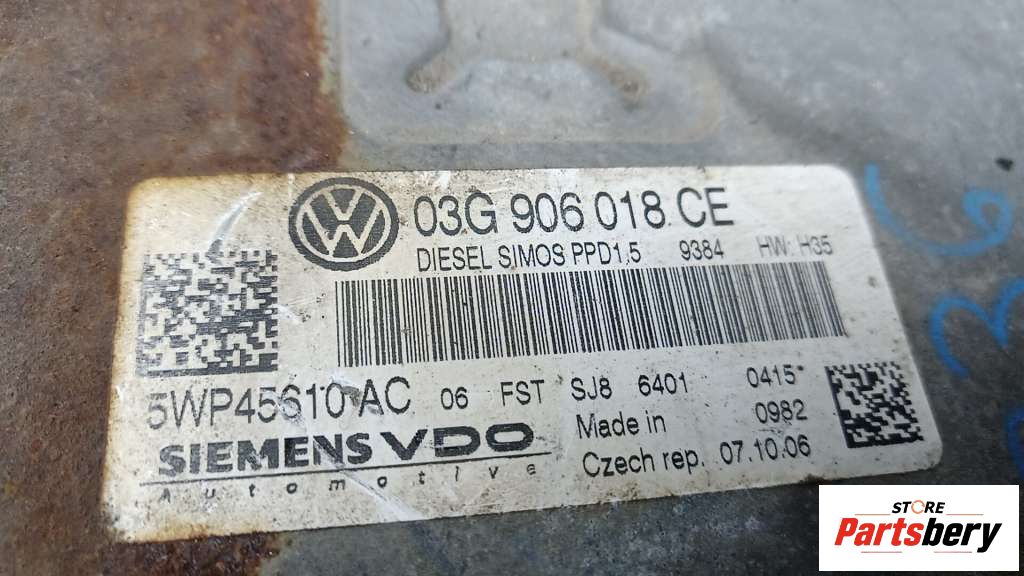 03G 906 018 CE
DIESEL SIMOS PPD1,5 9384 HW: H35
5WP45610 AC 06 FST SJ8 6401 0415*
SIEMENS VDO
Automotive
Made in 0982
Czech rep. 07.10.06
36
STORE
Partsbery